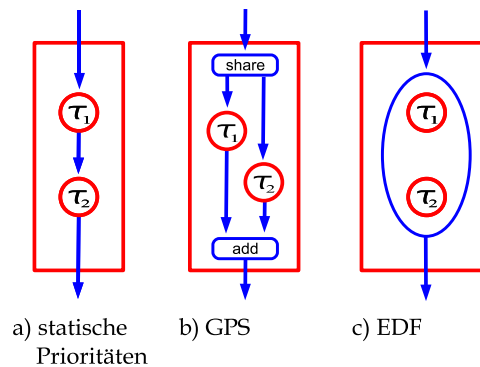 share
τ1
τ1
τ1
τ2
τ2
τ2
add
a) statische
Prioritäten
b) GPS
c) EDF